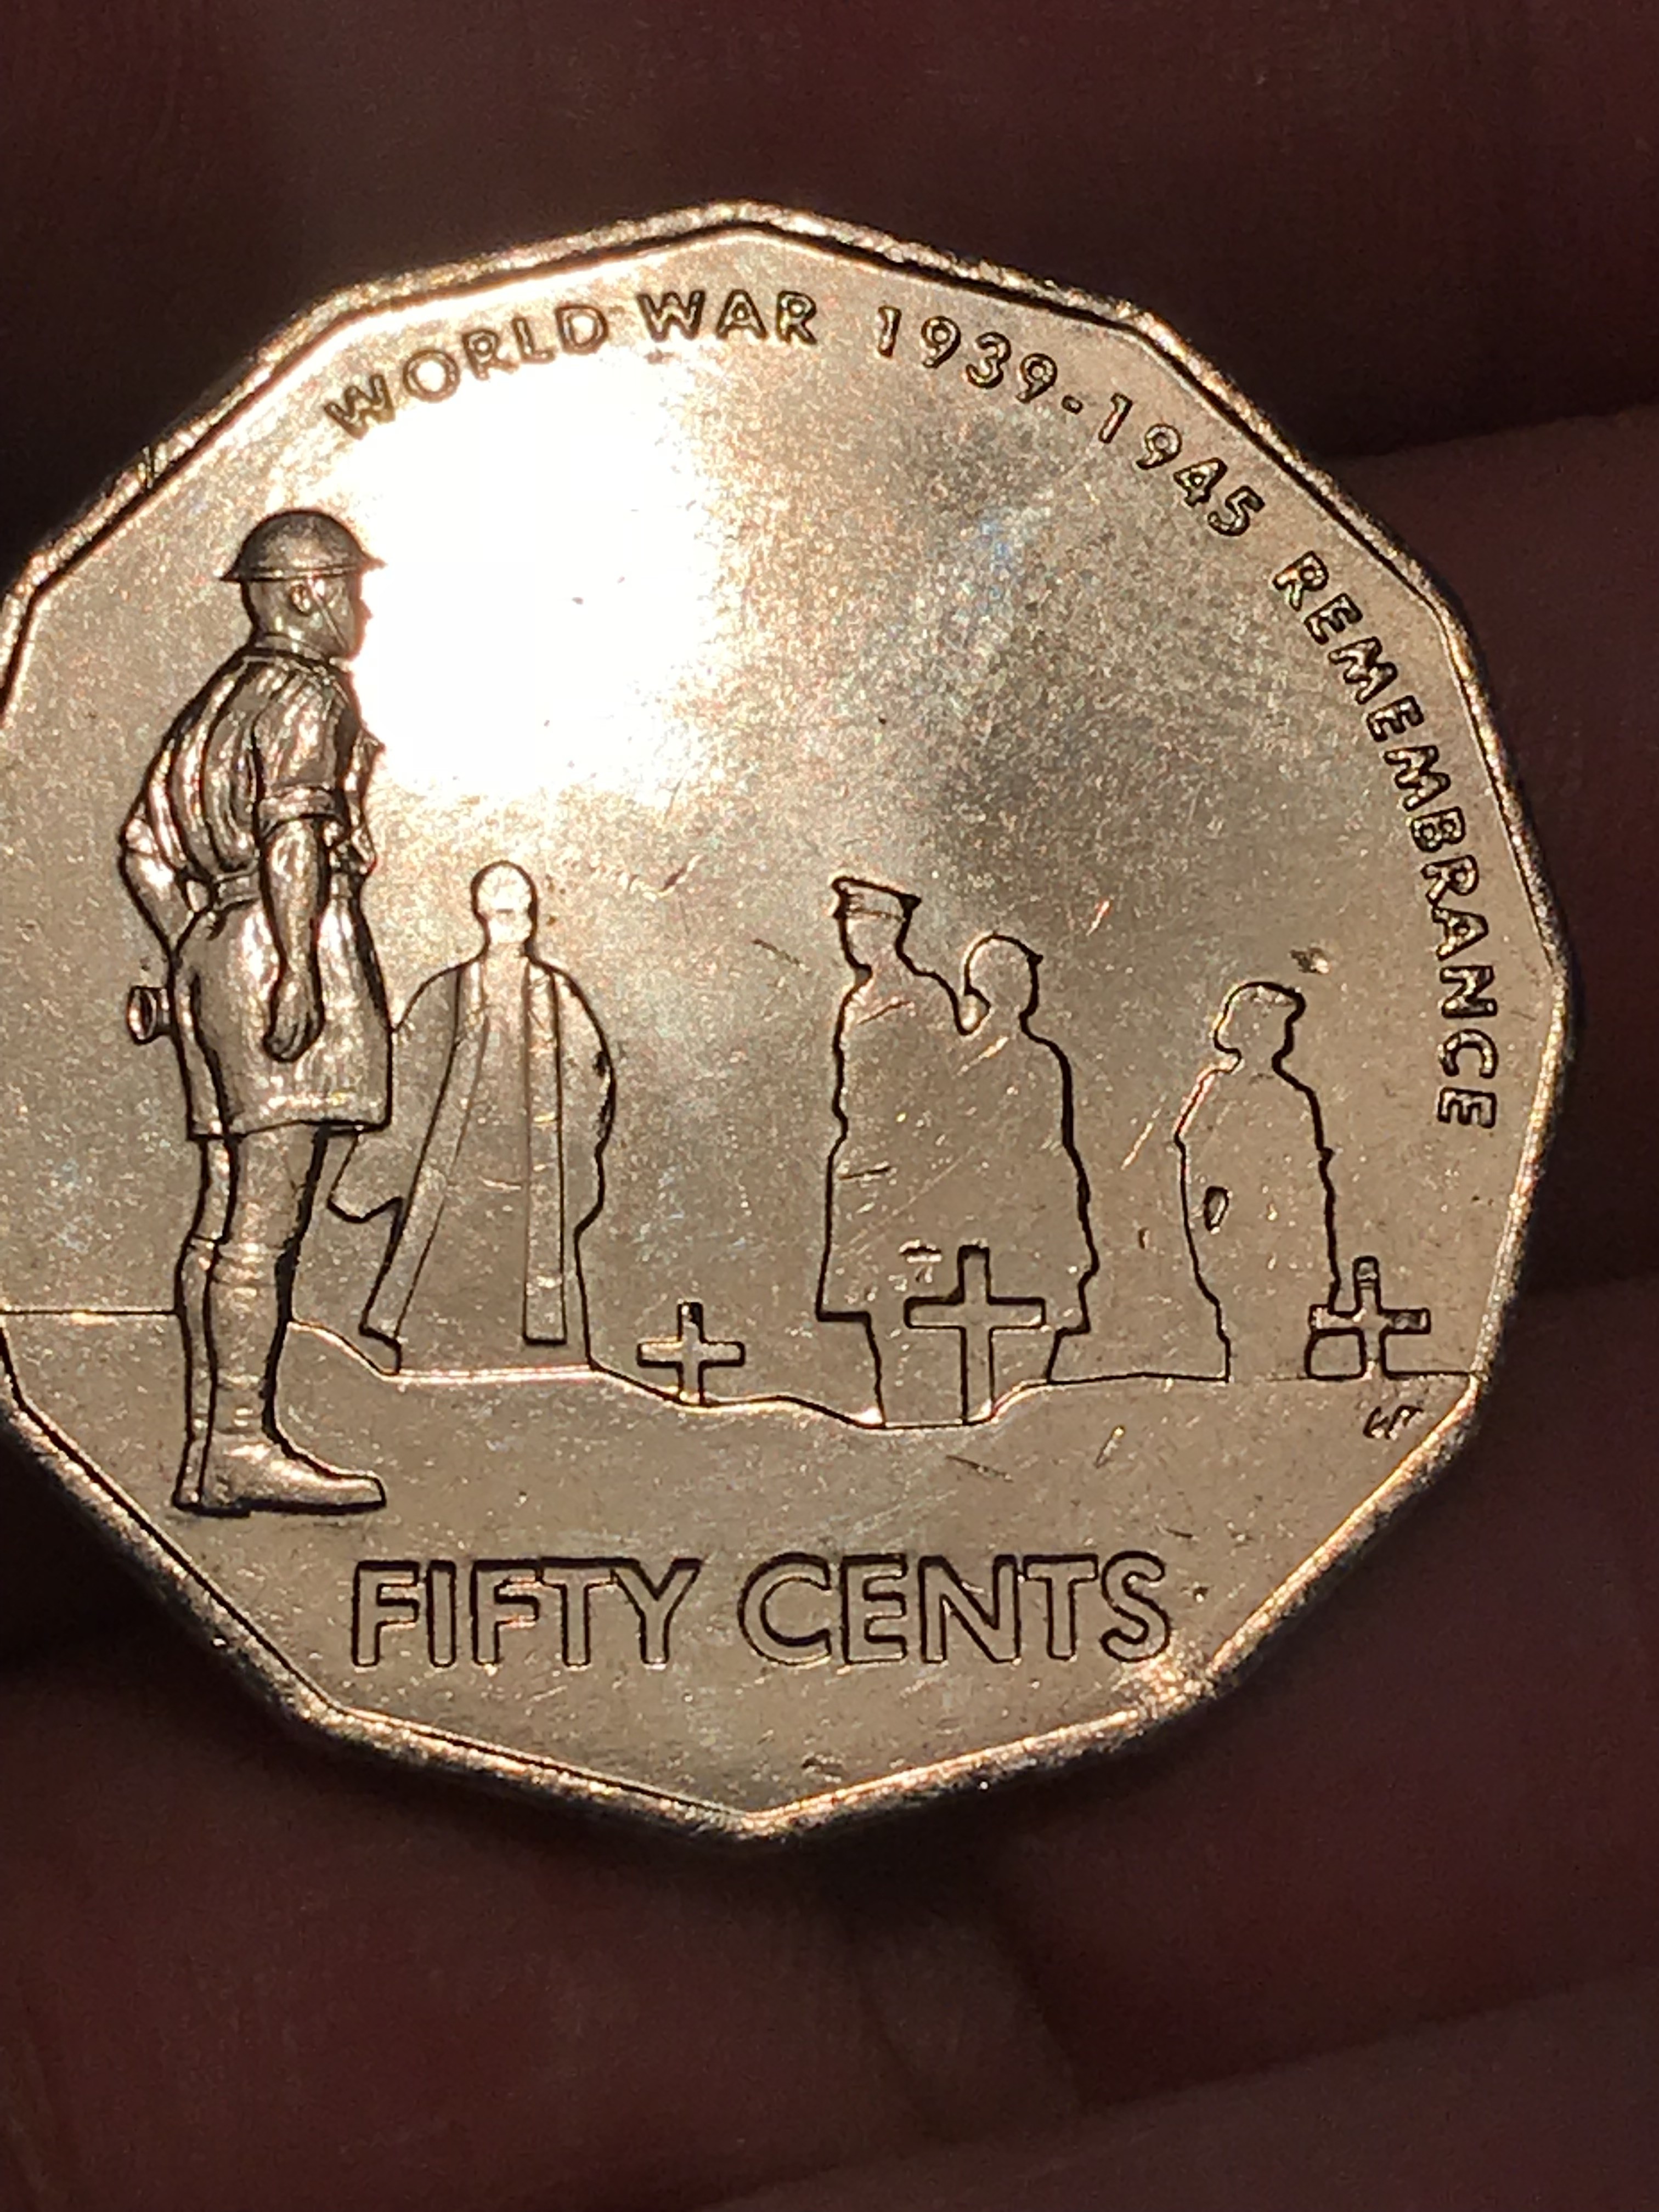 WORLD WAR 1939-1945 REMEMBRANCE
FIFTY CENTS